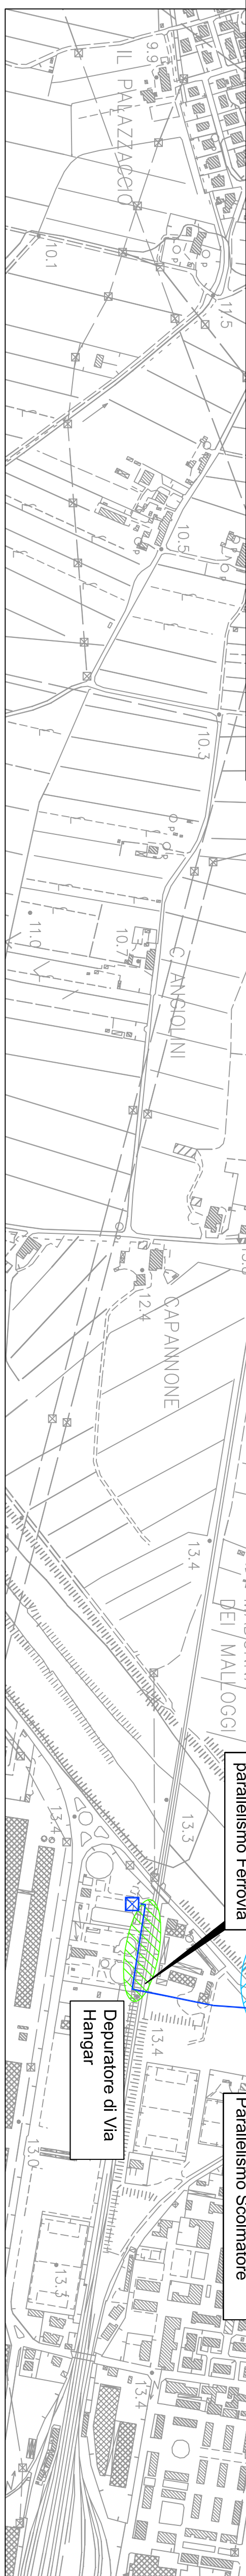 9.9
IL PALAZZACCIO
10.1
11.5
10.5
10.3
C. ANGIOLINI
10.7
11.0
CAPANNONE
12.4
13.4
DEI MALLOGGI
13.3
parallelismo Ferrovia
13.4
Depuratore di Via
Hangar
13.4
Parallelismo Scolmatore
13.0
13.3
13.4